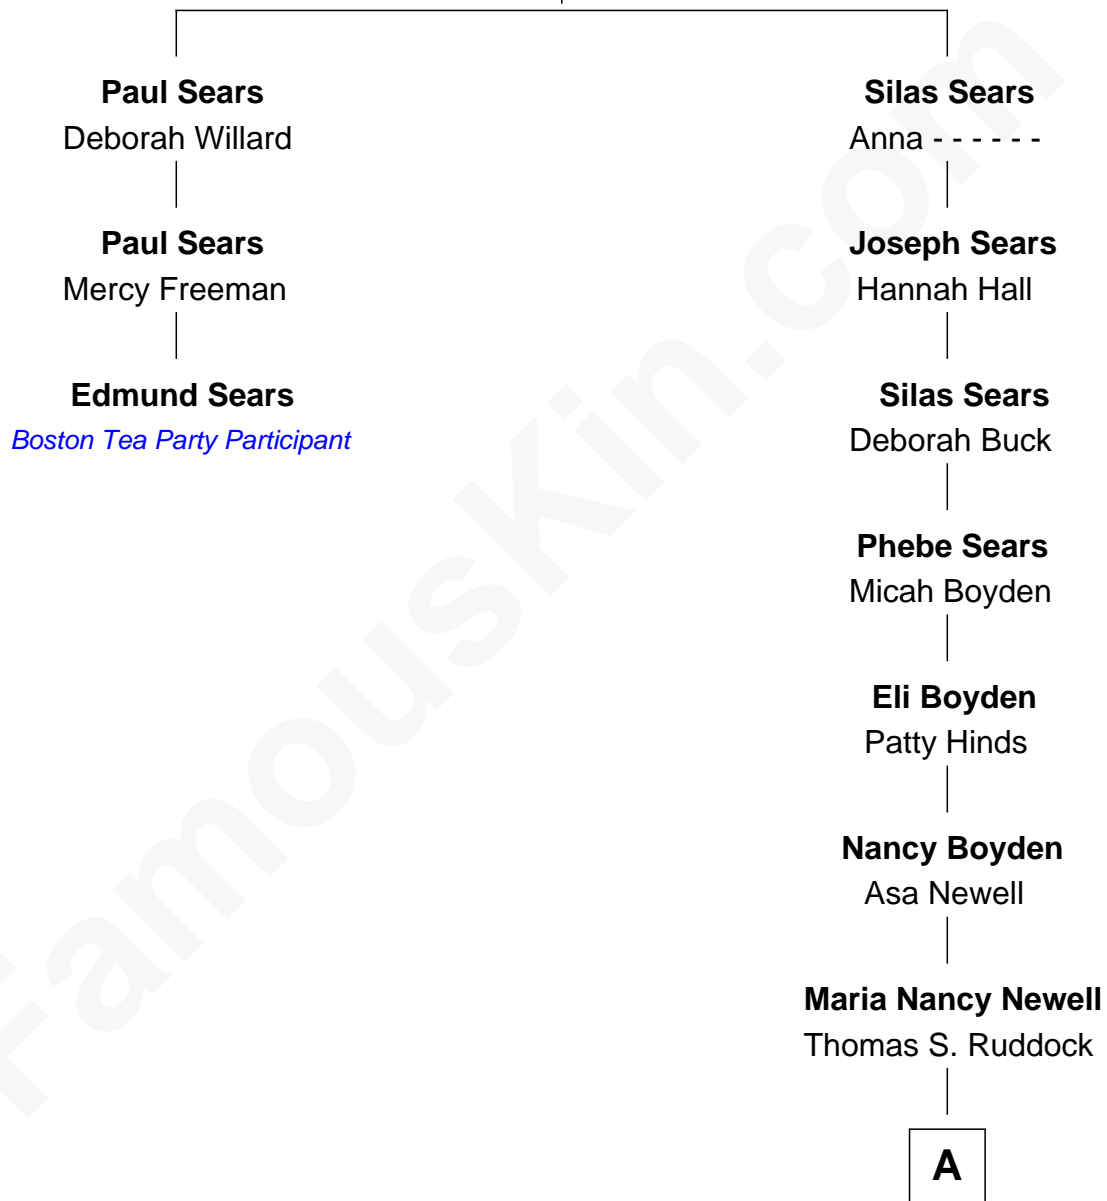 Paul Sears
Deborah Willard
Paul Sears
Mercy Freeman
Edmund Sears
Boston Tea Party Participant
Silas Sears
Anna - - - - - -
Joseph Sears
Hannah Hall
Silas Sears
Deborah Buck
Phebe Sears
Micah Boyden
Eli Boyden
Patty Hinds
Nancy Boyden
Asa Newell
Maria Nancy Newell
Thomas S. Ruddock
A
FamousKin.com